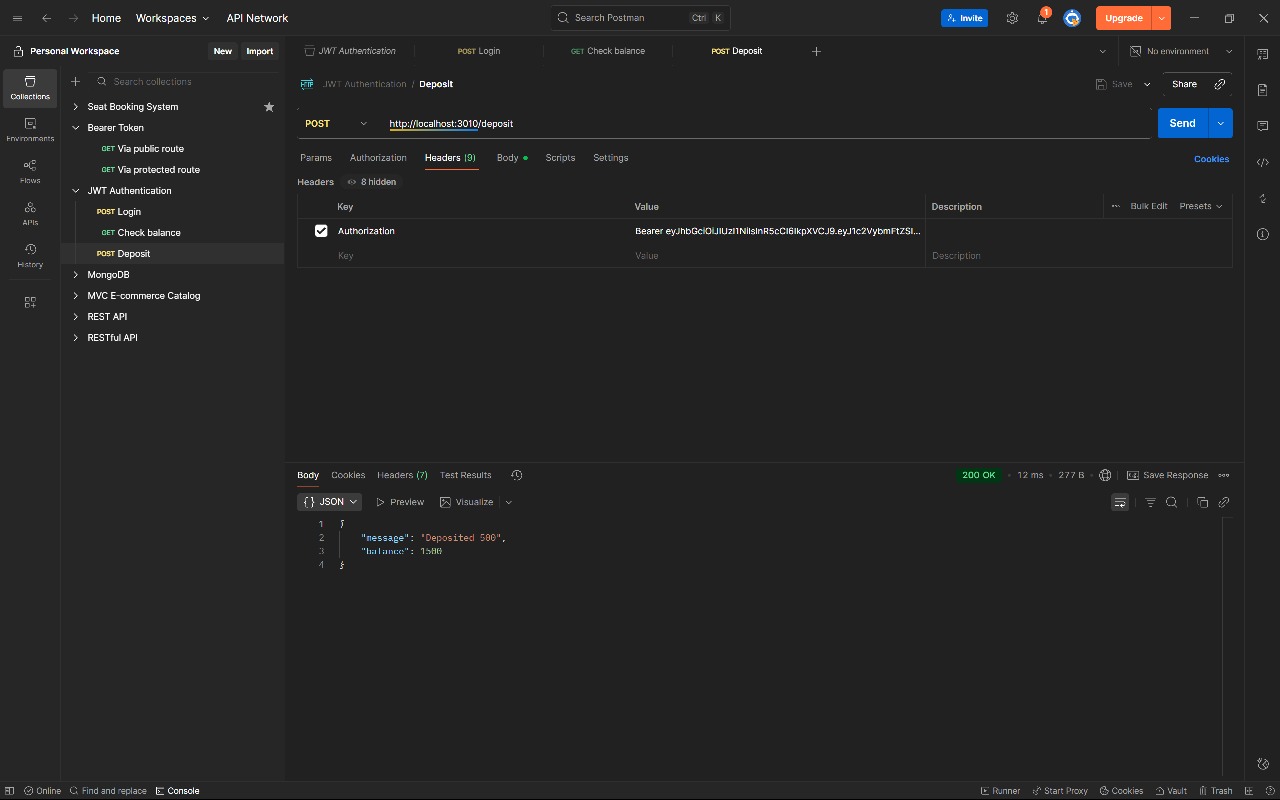 Home Workspaces API Network Search Postman Ctrl K Invite 1 Upgrade
Personal Workspace New Import
JWT Authentication POST Login GET Check balance POST Deposit No environment
Collections
Environments
Flows
APIs
History
Search collections
Seat Booking System
Bearer Token
GET Via public route
GET Via protected route
JWT Authentication
POST Login
GET Check balance
POST Deposit
MongoDB
MVC E-commerce Catalog
REST API
RESTful API
HTTP JWT Authentication / Deposit Save Share
POST http://localhost:3010/deposit Send
Params Authorization Headers (9) Body Scripts Settings Cookies
Headers 8 hidden
Key Value Description Bulk Edit Presets
Authorization Bearer eyJhbGciOiJIUzI1NiIsInR5cCI6IkpXVCJ9.eyJ1c2VybmFtZSI...
Key Value Description
Body Cookies Headers (7) Test Results 200 OK 12 ms 277 B Save Response
{} JSON Preview Visualize
1 {
2 "message": "Deposited 500",
3 "balance": 1500
4 }
Online Find and replace Console Runner Start Proxy Cookies Vault Trash